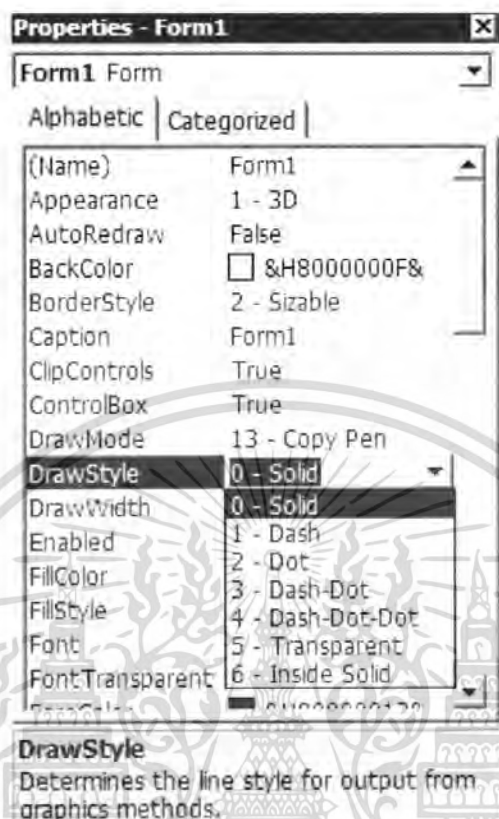 Properties - Form1
Form1 Form
Alphabetic Categorized
(Name) Form1
Appearance 1 - 3D
AutoRedraw False
BackColor &H8000000F&
BorderStyle 2 - Sizable
Caption Form1
ClipControls True
ControlBox True
DrawMode 13 - Copy Pen
DrawStyle 0 - Solid
DrawWidth 0 - Solid
Enabled 1 - Dash
2 - Dot
FillColor 3 - Dash-Dot
FillStyle 4 - Dash-Dot-Dot
Font 5 - Transparent
FontTransparent 6 - Inside Solid
DrawStyle
Determines the line style for output from
graphics methods.